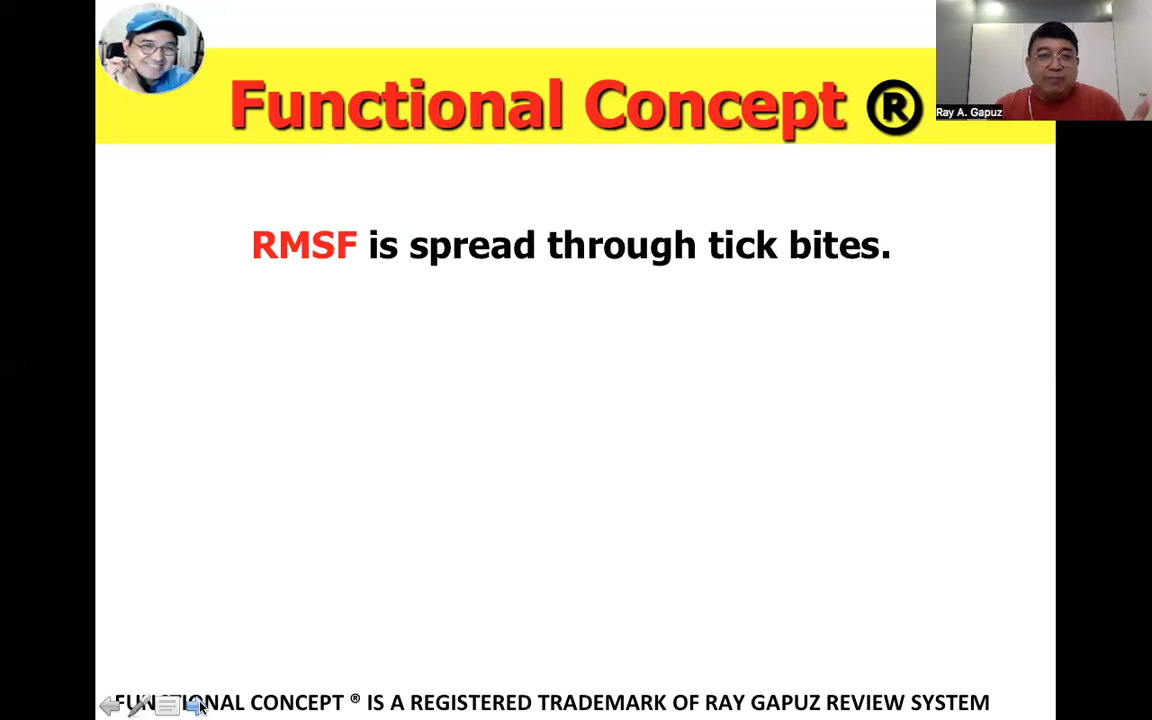 Functional Concept ®
Ray A. Gapuz
RMSF is spread through tick bites.
FUNCTIONAL CONCEPT ® IS A REGISTERED TRADEMARK OF RAY GAPUZ REVIEW SYSTEM